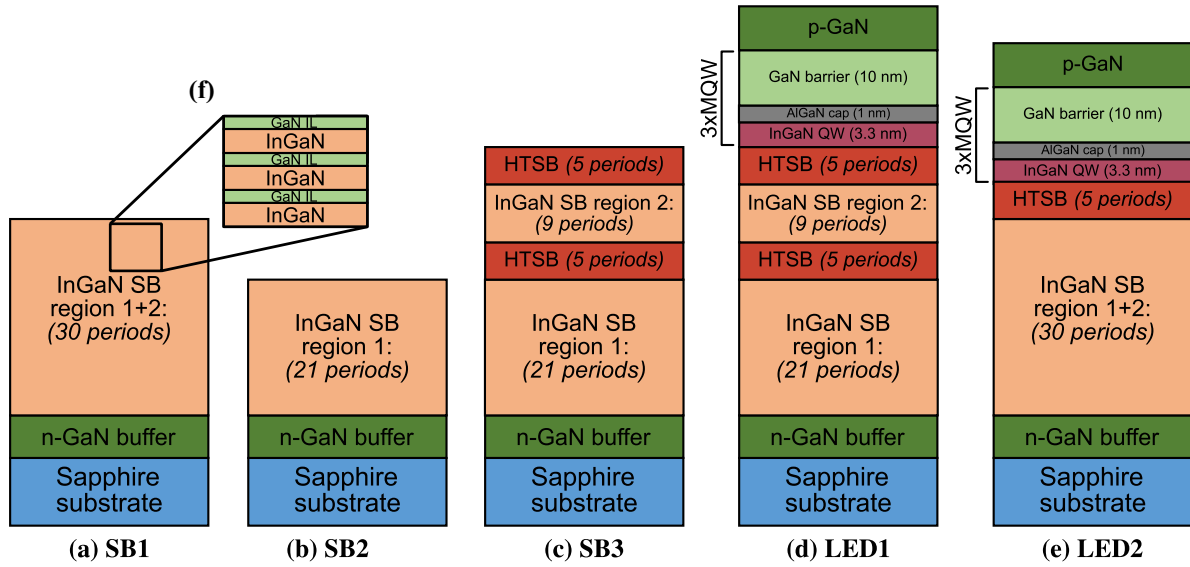 (f)
GaN IL
InGaN
GaN IL
InGaN
GaN IL
InGaN
InGaN SB
region 1+2:
(30 periods)
n-GaN buffer
Sapphire
substrate
(a) SB1
InGaN SB
region 1:
(21 periods)
n-GaN buffer
Sapphire
substrate
(b) SB2
HTSB (5 periods)
InGaN SB region 2:
(9 periods)
HTSB (5 periods)
InGaN SB
region 1:
(21 periods)
n-GaN buffer
Sapphire
substrate
(c) SB3
p-GaN
3xMQW
GaN barrier (10 nm)
AlGaN cap (1 nm)
InGaN QW (3.3 nm)
HTSB (5 periods)
InGaN SB region 2:
(9 periods)
HTSB (5 periods)
InGaN SB
region 1:
(21 periods)
n-GaN buffer
Sapphire
substrate
(d) LED1
p-GaN
3xMQW
GaN barrier (10 nm)
AlGaN cap (1 nm)
InGaN QW (3.3 nm)
HTSB (5 periods)
InGaN SB
region 1+2:
(30 periods)
n-GaN buffer
Sapphire
substrate
(e) LED2